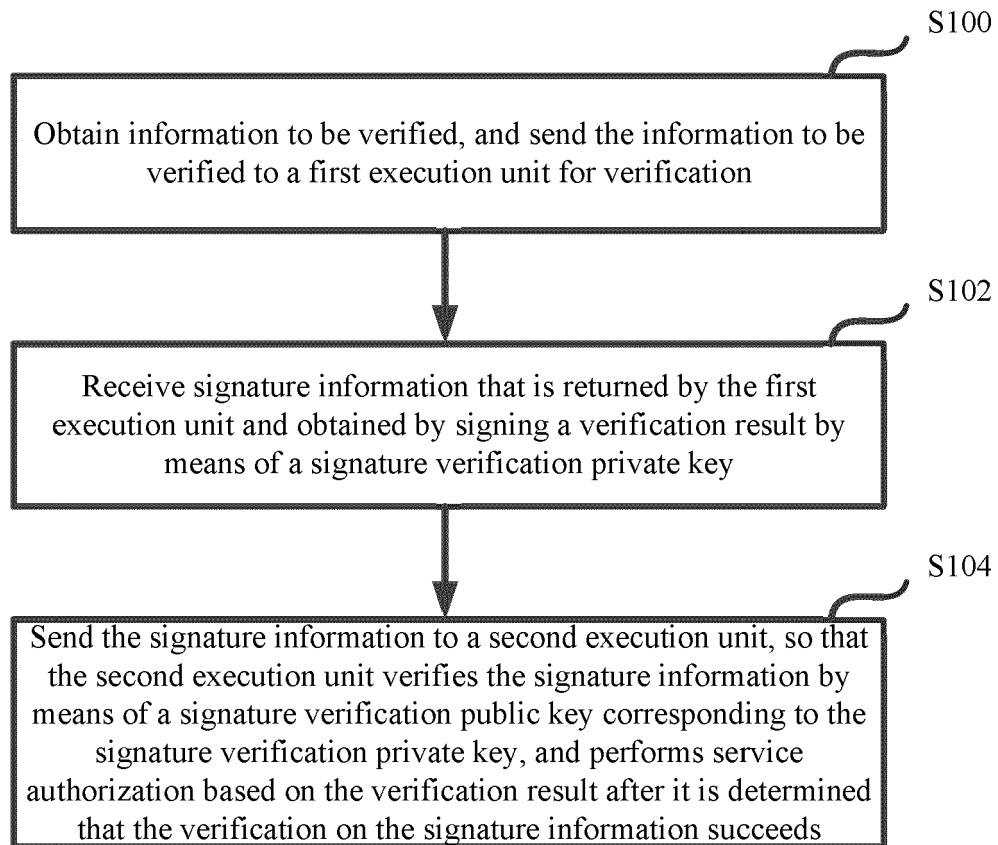 S100
Obtain information to be verified, and send the information to be
verified to a first execution unit for verification
S102
Receive signature information that is returned by the first
execution unit and obtained by signing a verification result by
means of a signature verification private key
S104
Send the signature information to a second execution unit, so that
the second execution unit verifies the signature information by
means of a signature verification public key corresponding to the
signature verification private key, and performs service
authorization based on the verification result after it is determined
that the verification on the signature information succeeds